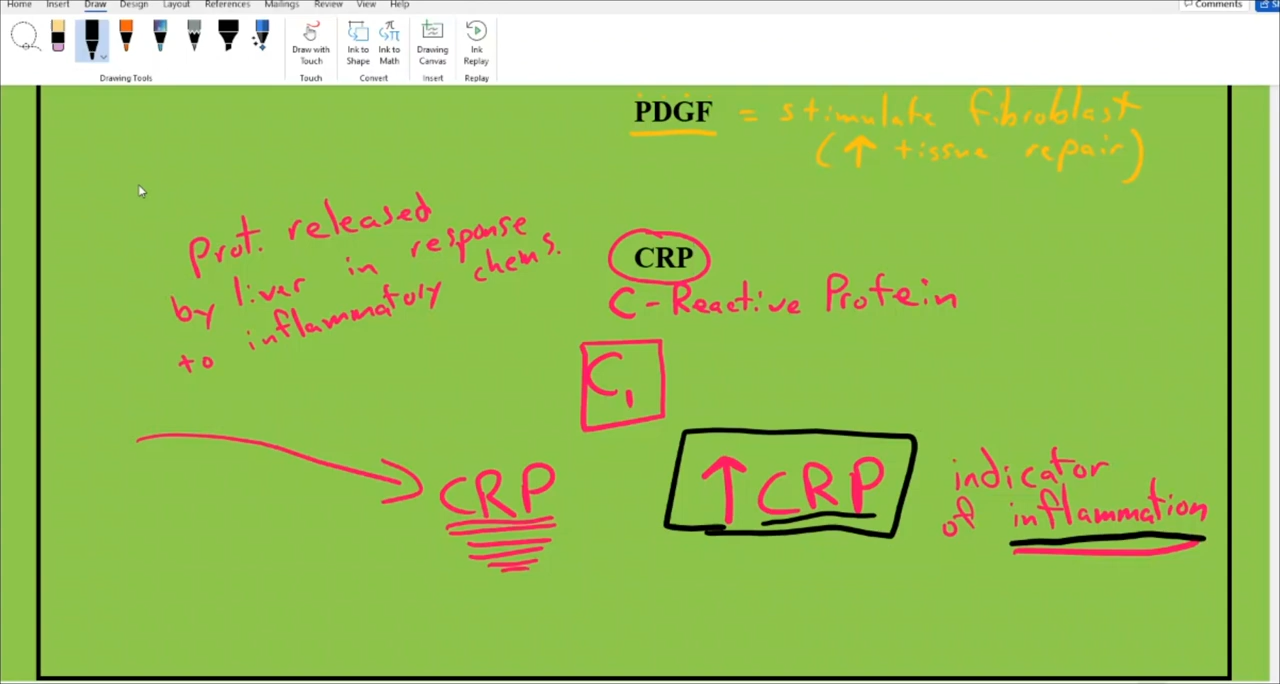 Home Insert Draw Design Layout References Mailings Review View Help
Comments
Draw with Touch
Ink to Shape
Ink to Math
Drawing Canvas
Ink Replay
Drawing Tools
Touch
Convert
Insert
Replay
PDGF = stimulate fibroblast
(↑ tissue repair)
Prot. released
by liver in response
to inflammatory chems.
CRP
C-Reactive Protein
C1
CRP
↑ CRP
indicator
of inflammation